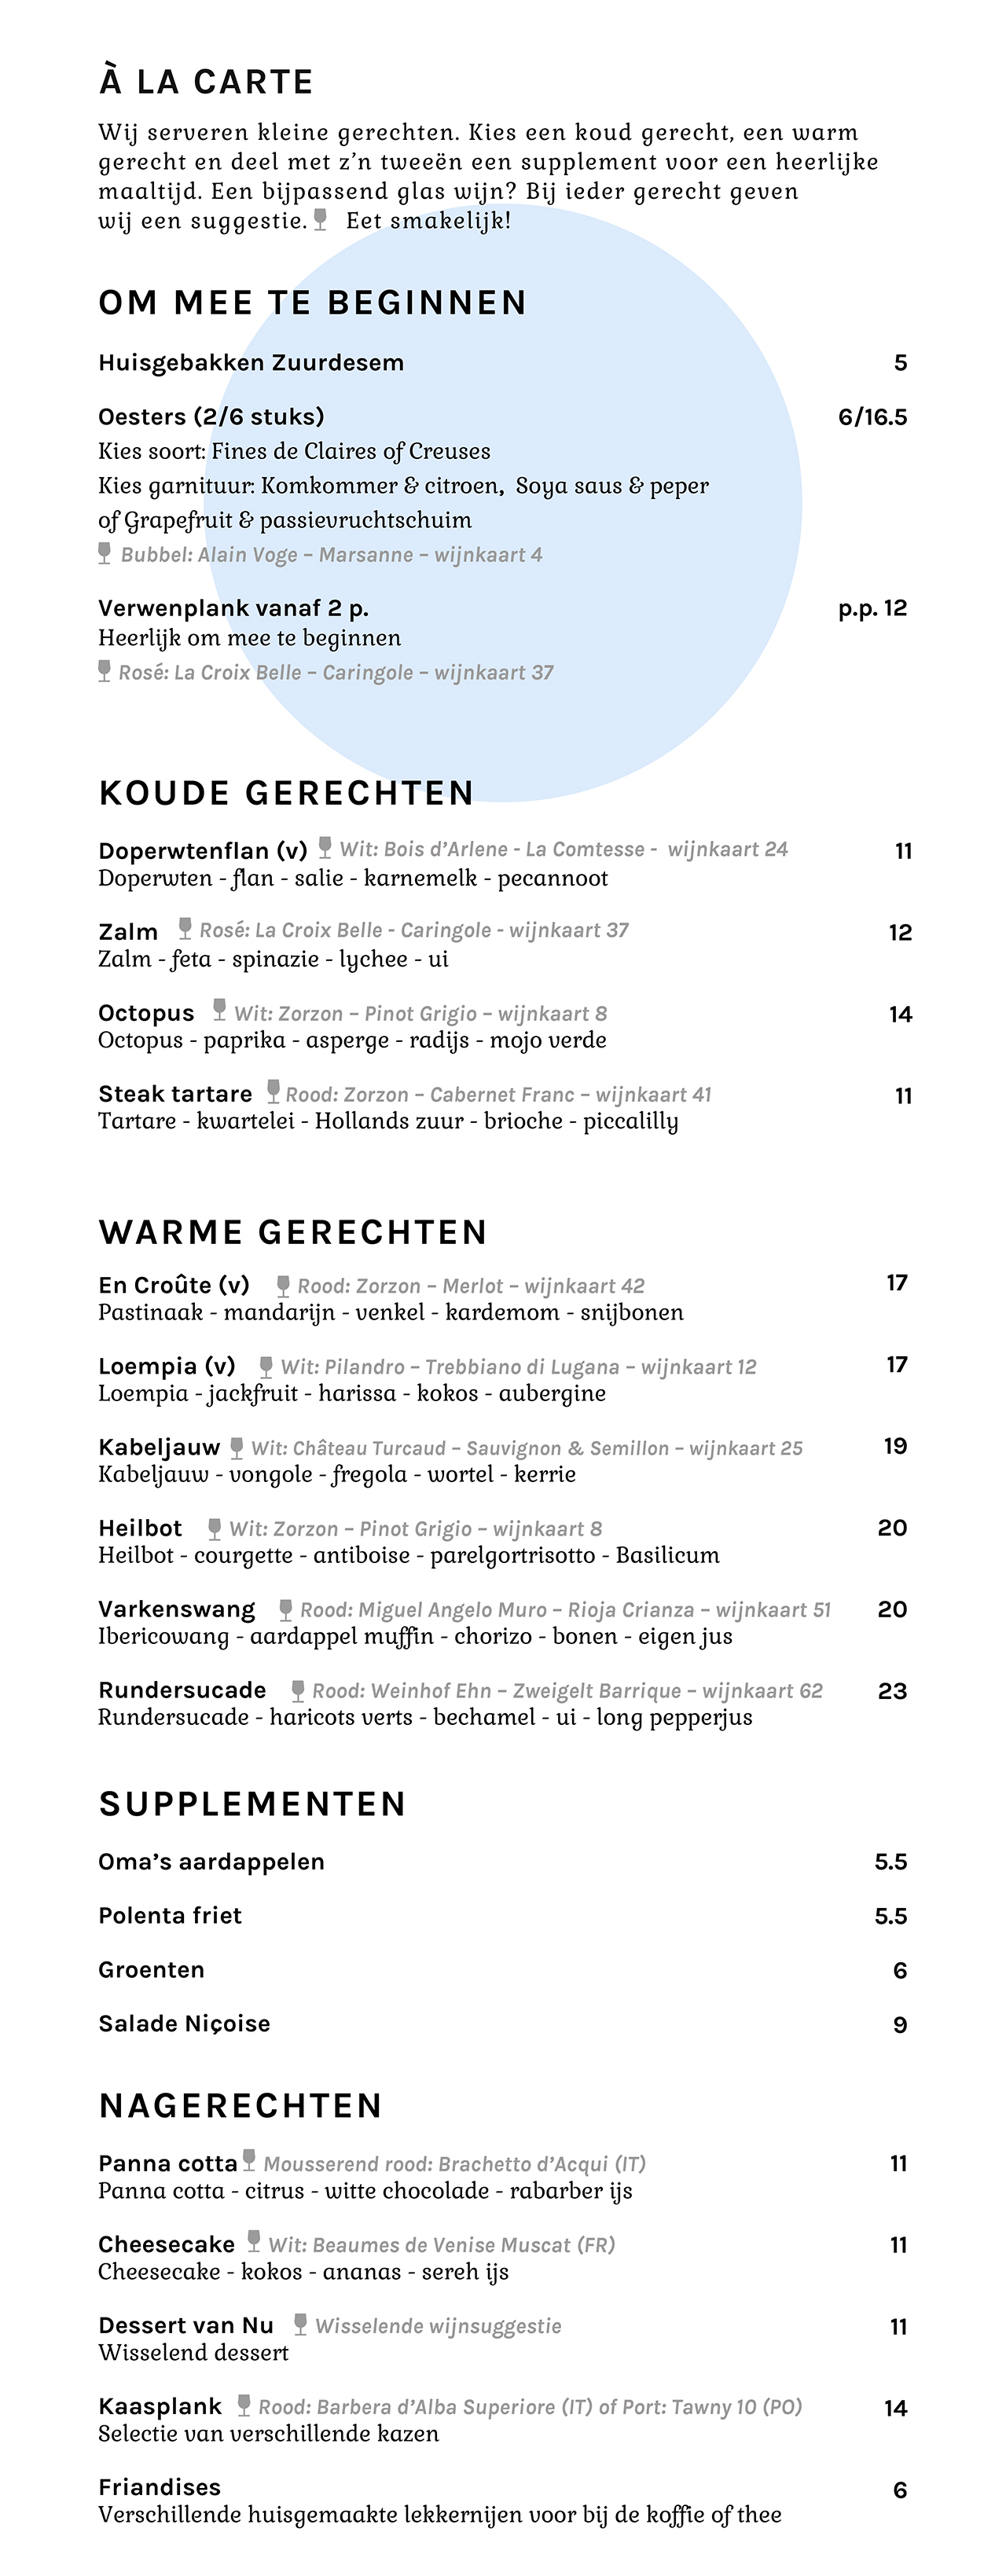 À LA CARTE
Wij serveren kleine gerechten. Kies een koud gerecht, een warm
gerecht en deel met z’n tweeën een supplement voor een heerlijke
maaltijd. Een bijpassend glas wijn? Bij ieder gerecht geven
wij een suggestie. Eet smakelijk!
OM MEE TE BEGINNEN
Huisgebakken Zuurdesem 5
Oesters (2/6 stuks) 6/16.5
Kies soort: Fines de Claires of Creuses
Kies garnituur: Komkommer & citroen, Soya saus & peper
of Grapefruit & passievruchtschuim
Bubbel: Alain Voge – Marsanne – wijnkaart 4
Verwenplank vanaf 2 p. p.p. 12
Heerlijk om mee te beginnen
Rosé: La Croix Belle – Caringole – wijnkaart 37
KOUDE GERECHTEN
Doperwtenflan (v) Wit: Bois d’Arlene - La Comtesse - wijnkaart 24 11
Doperwten - flan - salie - karnemelk - pecannoot
Zalm Rosé: La Croix Belle - Caringole - wijnkaart 37 12
Zalm - feta - spinazie - lychee - ui
Octopus Wit: Zorzon – Pinot Grigio – wijnkaart 8 14
Octopus - paprika - asperge - radijs - mojo verde
Steak tartare Rood: Zorzon – Cabernet Franc – wijnkaart 41 11
Tartare - kwartelei - Hollands zuur - brioche - piccalilly
WARME GERECHTEN
En Croûte (v) Rood: Zorzon – Merlot – wijnkaart 42 17
Pastinaak - mandarijn - venkel - kardemom - snijbonen
Loempia (v) Wit: Pilandro – Trebbiano di Lugana – wijnkaart 12 17
Loempia - jackfruit - harissa - kokos - aubergine
Kabeljauw Wit: Château Turcaud – Sauvignon & Semillon – wijnkaart 25 19
Kabeljauw - vongole - fregola - wortel - kerrie
Heilbot Wit: Zorzon – Pinot Grigio – wijnkaart 8 20
Heilbot - courgette - antiboise - parelgortrisotto - Basilicum
Varkenswang Rood: Miguel Angelo Muro – Rioja Crianza – wijnkaart 51 20
Ibericowang - aardappel muffin - chorizo - bonen - eigen jus
Rundersucade Rood: Weinhof Ehn – Zweigelt Barrique – wijnkaart 62 23
Rundersucade - haricots verts - bechamel - ui - long pepperjus
SUPPLEMENTEN
Oma’s aardappelen 5.5
Polenta friet 5.5
Groenten 6
Salade Niçoise 9
NAGERECHTEN
Panna cotta Mousserend rood: Brachetto d’Acqui (IT) 11
Panna cotta - citrus - witte chocolade - rabarber ijs
Cheesecake Wit: Beaumes de Venise Muscat (FR) 11
Cheesecake - kokos - ananas - sereh ijs
Dessert van Nu Wisselende wijnsuggestie 11
Wisselend dessert
Kaasplank Rood: Barbera d’Alba Superiore (IT) of Port: Tawny 10 (PO) 14
Selectie van verschillende kazen
Friandises 6
Verschillende huisgemaakte lekkernijen voor bij de koffie of thee